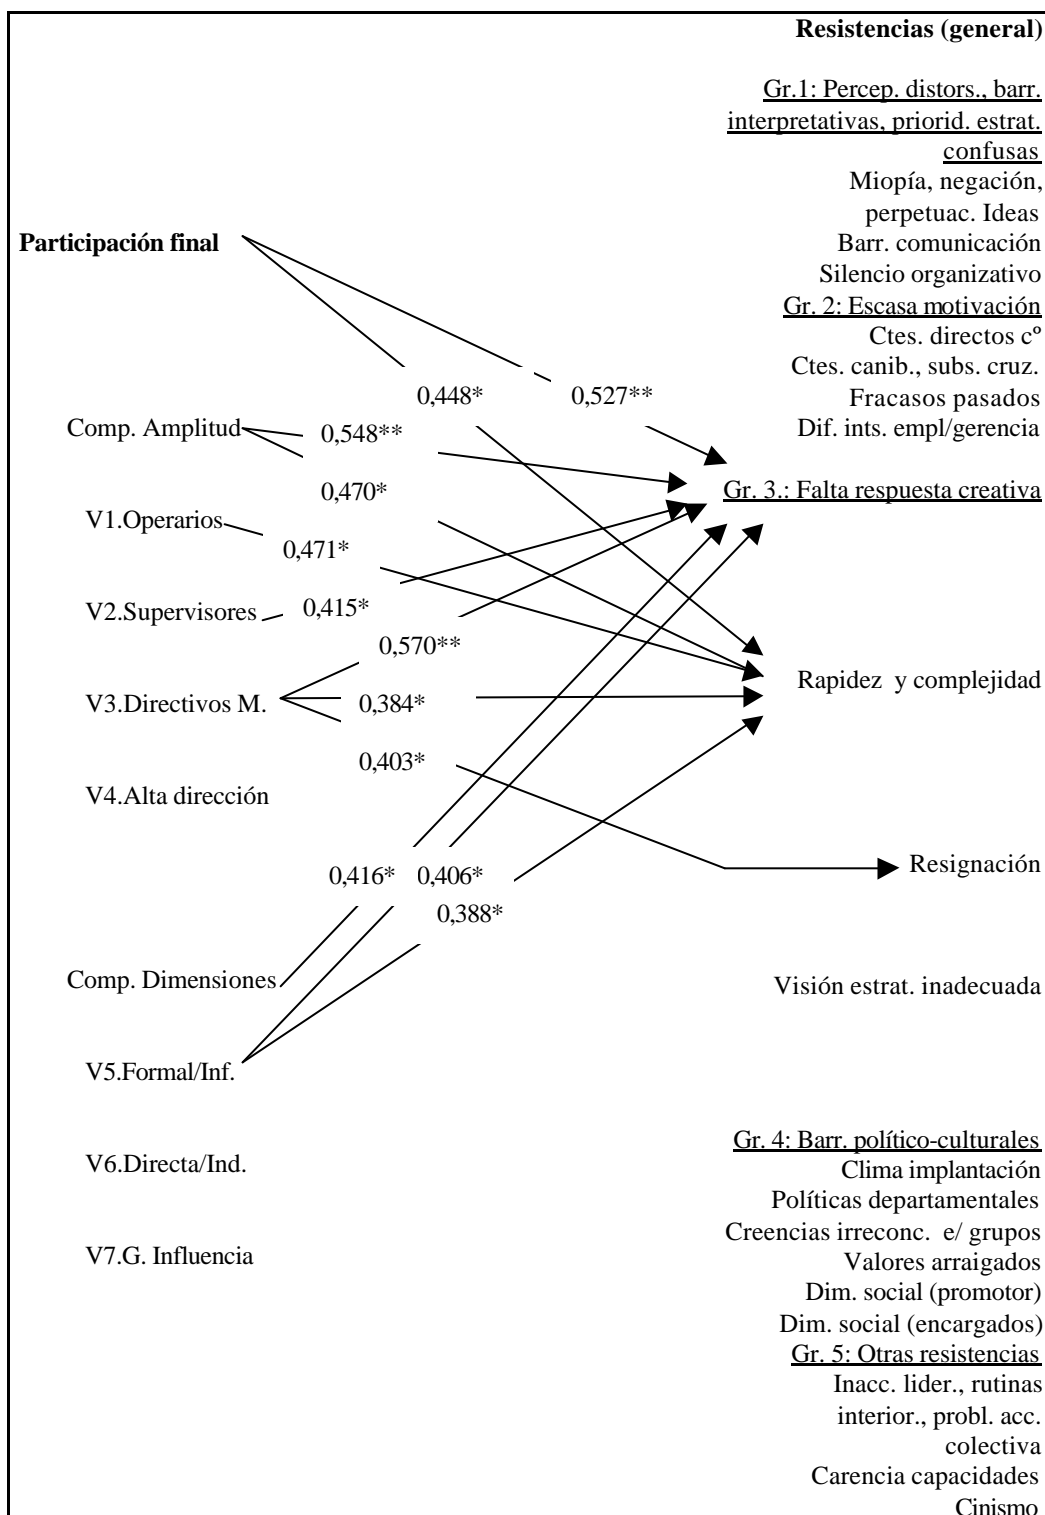 Resistencias (general)
Gr.1: Percep. distors., barr.
interpretativas, priorid. estrat.
confusas
Miopía, negación,
perpetuac. Ideas
Participación final
Barr. comunicación
Silencio organizativo
Gr. 2: Escasa motivación
Ctes. directos cº
Ctes. canib., subs. cruz.
0,448*
0,527**
Fracasos pasados
Comp. Amplitud
0,548**
Dif. ints. empl/gerencia
0,470*
Gr. 3.: Falta respuesta creativa
V1.Operarios
0,471*
V2.Supervisores
0,415*
0,570**
V3.Directivos M.
0,384*
Rapidez y complejidad
0,403*
V4.Alta dirección
0,416*
0,406*
Resignación
0,388*
Comp. Dimensiones
Visión estrat. inadecuada
V5.Formal/Inf.
Gr. 4: Barr. político-culturales
V6.Directa/Ind.
Clima implantación
Políticas departamentales
Creencias irreconc. e/ grupos
V7.G. Influencia
Valores arraigados
Dim. social (promotor)
Dim. social (encargados)
Gr. 5: Otras resistencias
Inacc. lider., rutinas
interior., probl. acc.
colectiva
Carencia capacidades
Cinismo